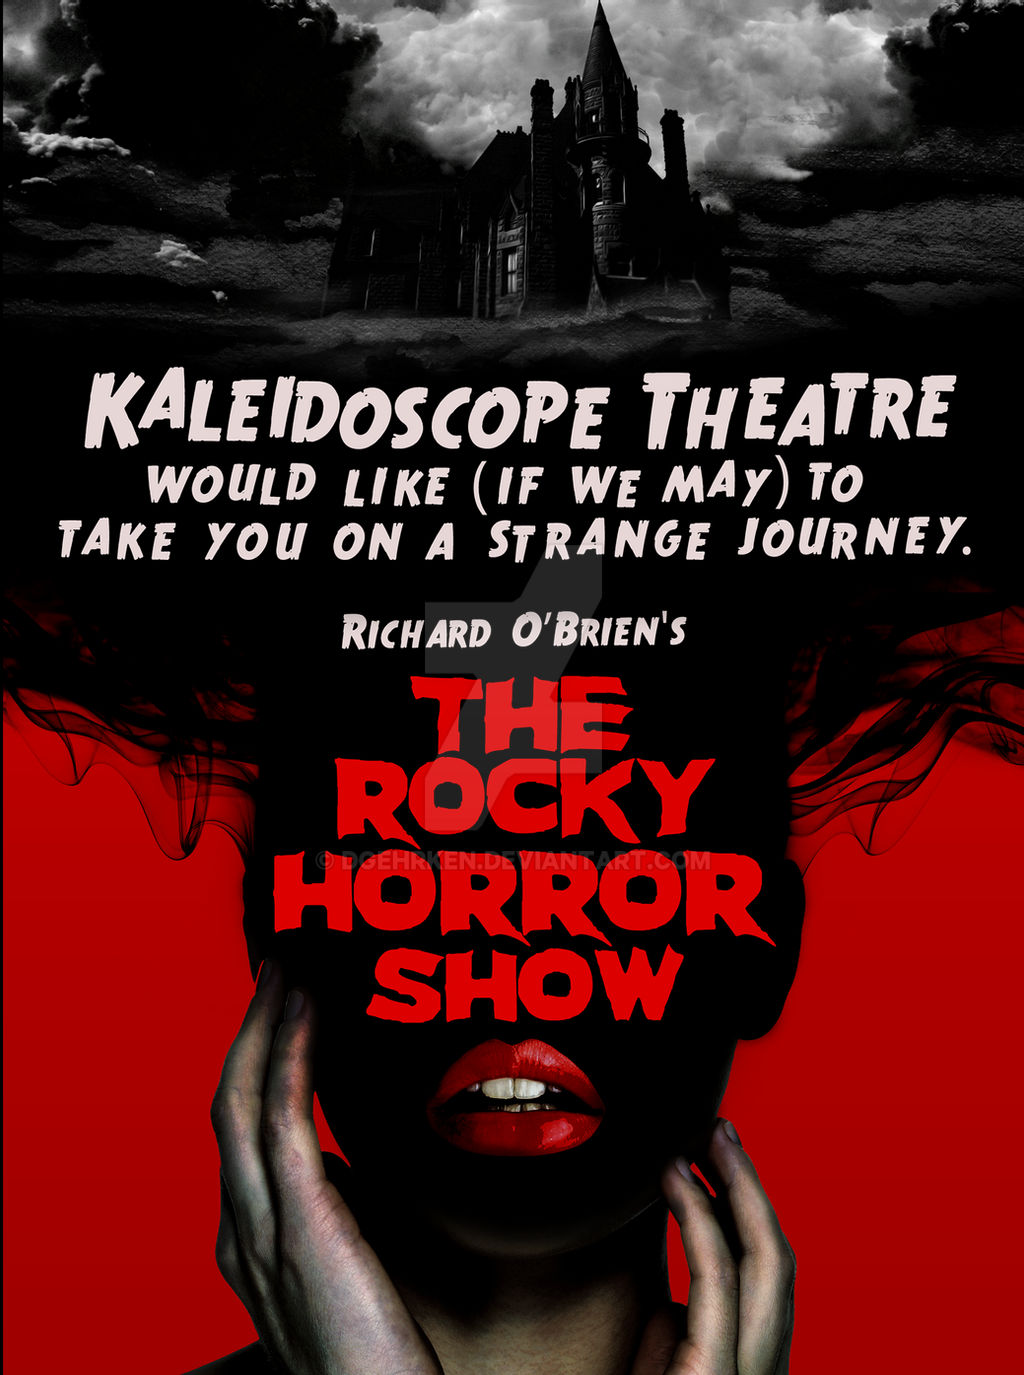 KALEIDOSCOPE THEATRE
WOULD LIKE (IF WE MAY) TO
TAKE YOU ON A STRANGE JOURNEY.
RICHARD O'BRIEN'S
THE
ROCKY
HORROR
SHOW
© DGEHRKEN.DEVIANTART.COM